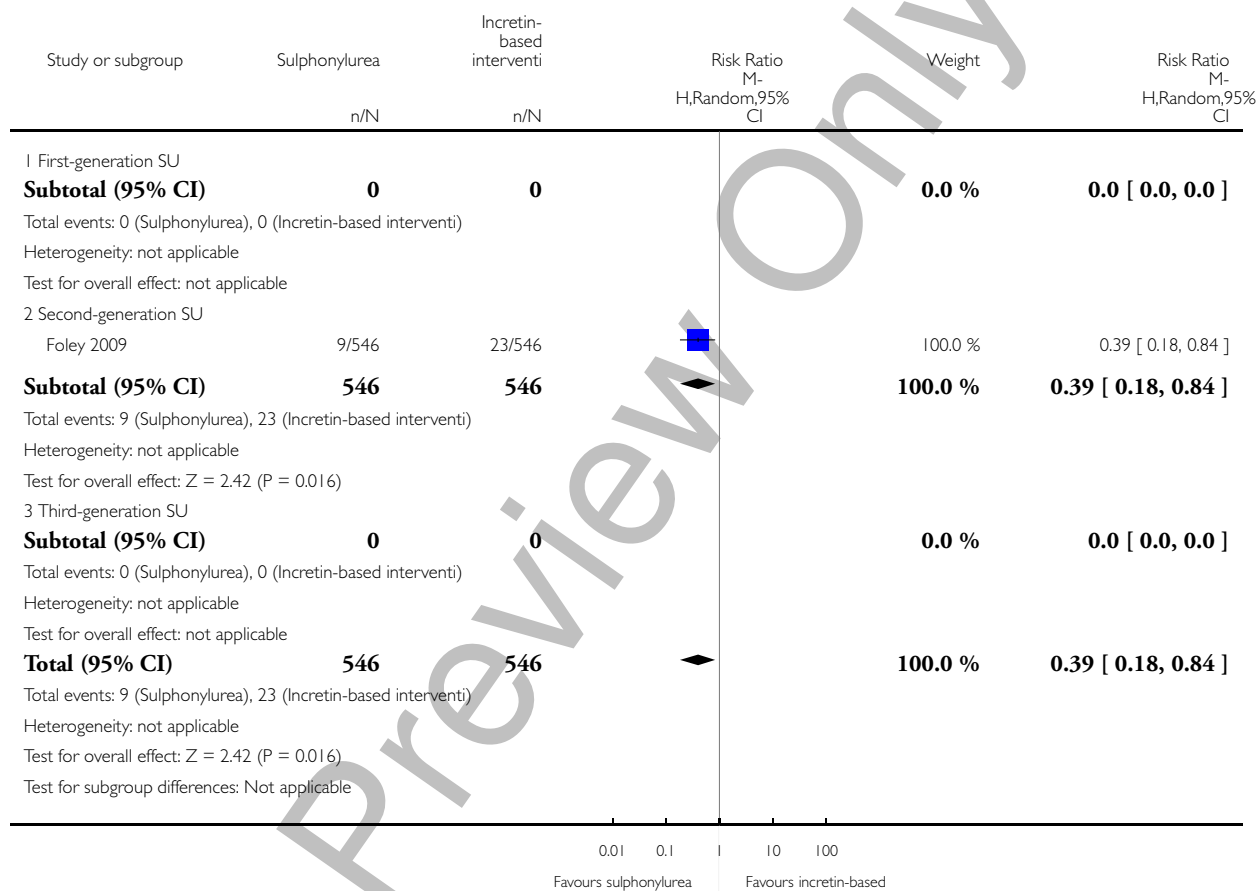 Study or subgroup Sulphonylurea Incretin-based interventi Risk Ratio Weight Risk Ratio
n/N n/N M-H,Random,95% CI M-H,Random,95% CI
1 First-generation SU
Subtotal (95% CI) 0 0 0.0 % 0.0 [ 0.0, 0.0 ]
Total events: 0 (Sulphonylurea), 0 (Incretin-based interventi)
Heterogeneity: not applicable
Test for overall effect: not applicable
2 Second-generation SU
Foley 2009 9/546 23/546 100.0 % 0.39 [ 0.18, 0.84 ]
Subtotal (95% CI) 546 546 100.0 % 0.39 [ 0.18, 0.84 ]
Total events: 9 (Sulphonylurea), 23 (Incretin-based interventi)
Heterogeneity: not applicable
Test for overall effect: Z = 2.42 (P = 0.016)
3 Third-generation SU
Subtotal (95% CI) 0 0 0.0 % 0.0 [ 0.0, 0.0 ]
Total events: 0 (Sulphonylurea), 0 (Incretin-based interventi)
Heterogeneity: not applicable
Test for overall effect: not applicable
Total (95% CI) 546 546 100.0 % 0.39 [ 0.18, 0.84 ]
Total events: 9 (Sulphonylurea), 23 (Incretin-based interventi)
Heterogeneity: not applicable
Test for overall effect: Z = 2.42 (P = 0.016)
Test for subgroup differences: Not applicable
0.01 0.1 1 10 100
Favours sulphonylurea Favours incretin-based
Preview Only